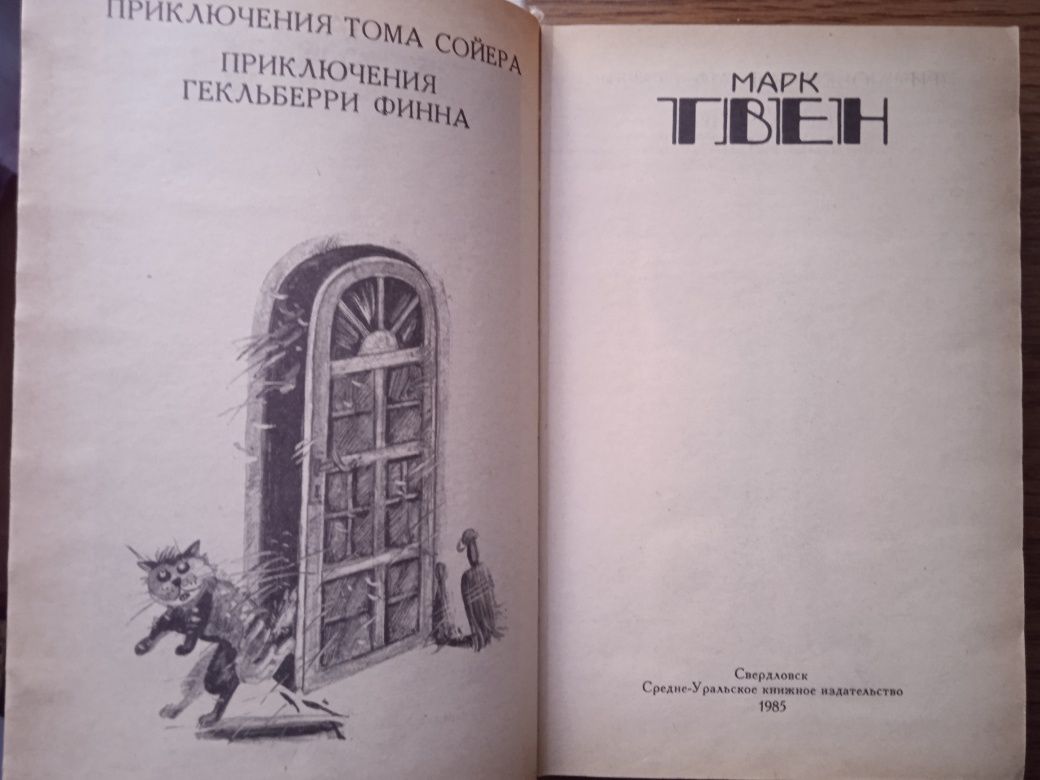 ПРИКЛЮЧЕНИЯ ТОМА СОЙЕРА
ПРИКЛЮЧЕНИЯ
ГЕКЛЬБЕРРИ ФИННА
МАРК
ТВЕН
Свердловск
Средне-Уральское книжное издательство
1985